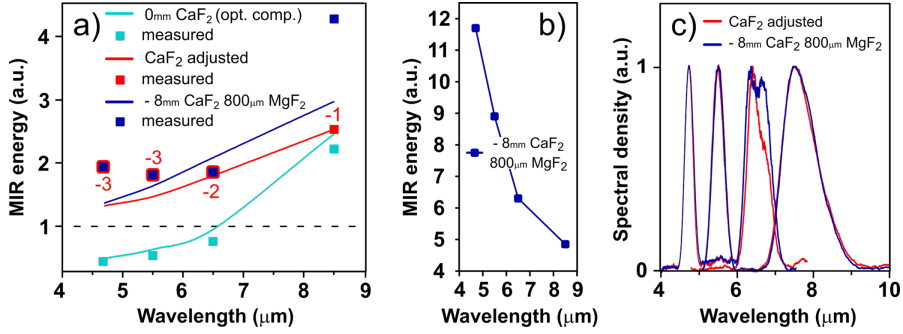 a)
0mm CaF2 (opt. comp.)
measured
CaF2 adjusted
measured
- 8mm CaF2 800μm MgF2
measured
-3
-3
-2
-1
4
3
2
1
4 5 6 7 8 9
MIR energy (a.u.)
Wavelength (μm)
b)
- 8mm CaF2
800μm MgF2
12
11
10
9
8
7
6
5
4
4 5 6 7 8 9
MIR energy (a.u.)
Wavelength (μm)
c)
CaF2 adjusted
- 8mm CaF2 800μm MgF2
1
0
4 6 8 10
Spectral density (a.u.)
Wavelength (μm)